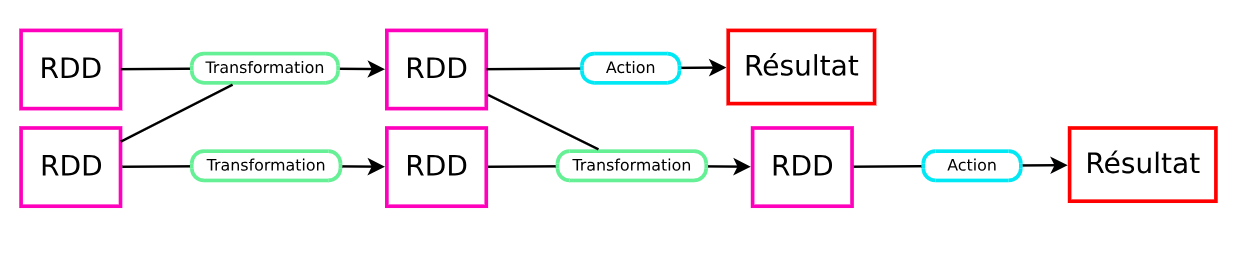 RDD
Transformation
RDD
Action
Résultat
RDD
Transformation
RDD
Transformation
RDD
Action
Résultat